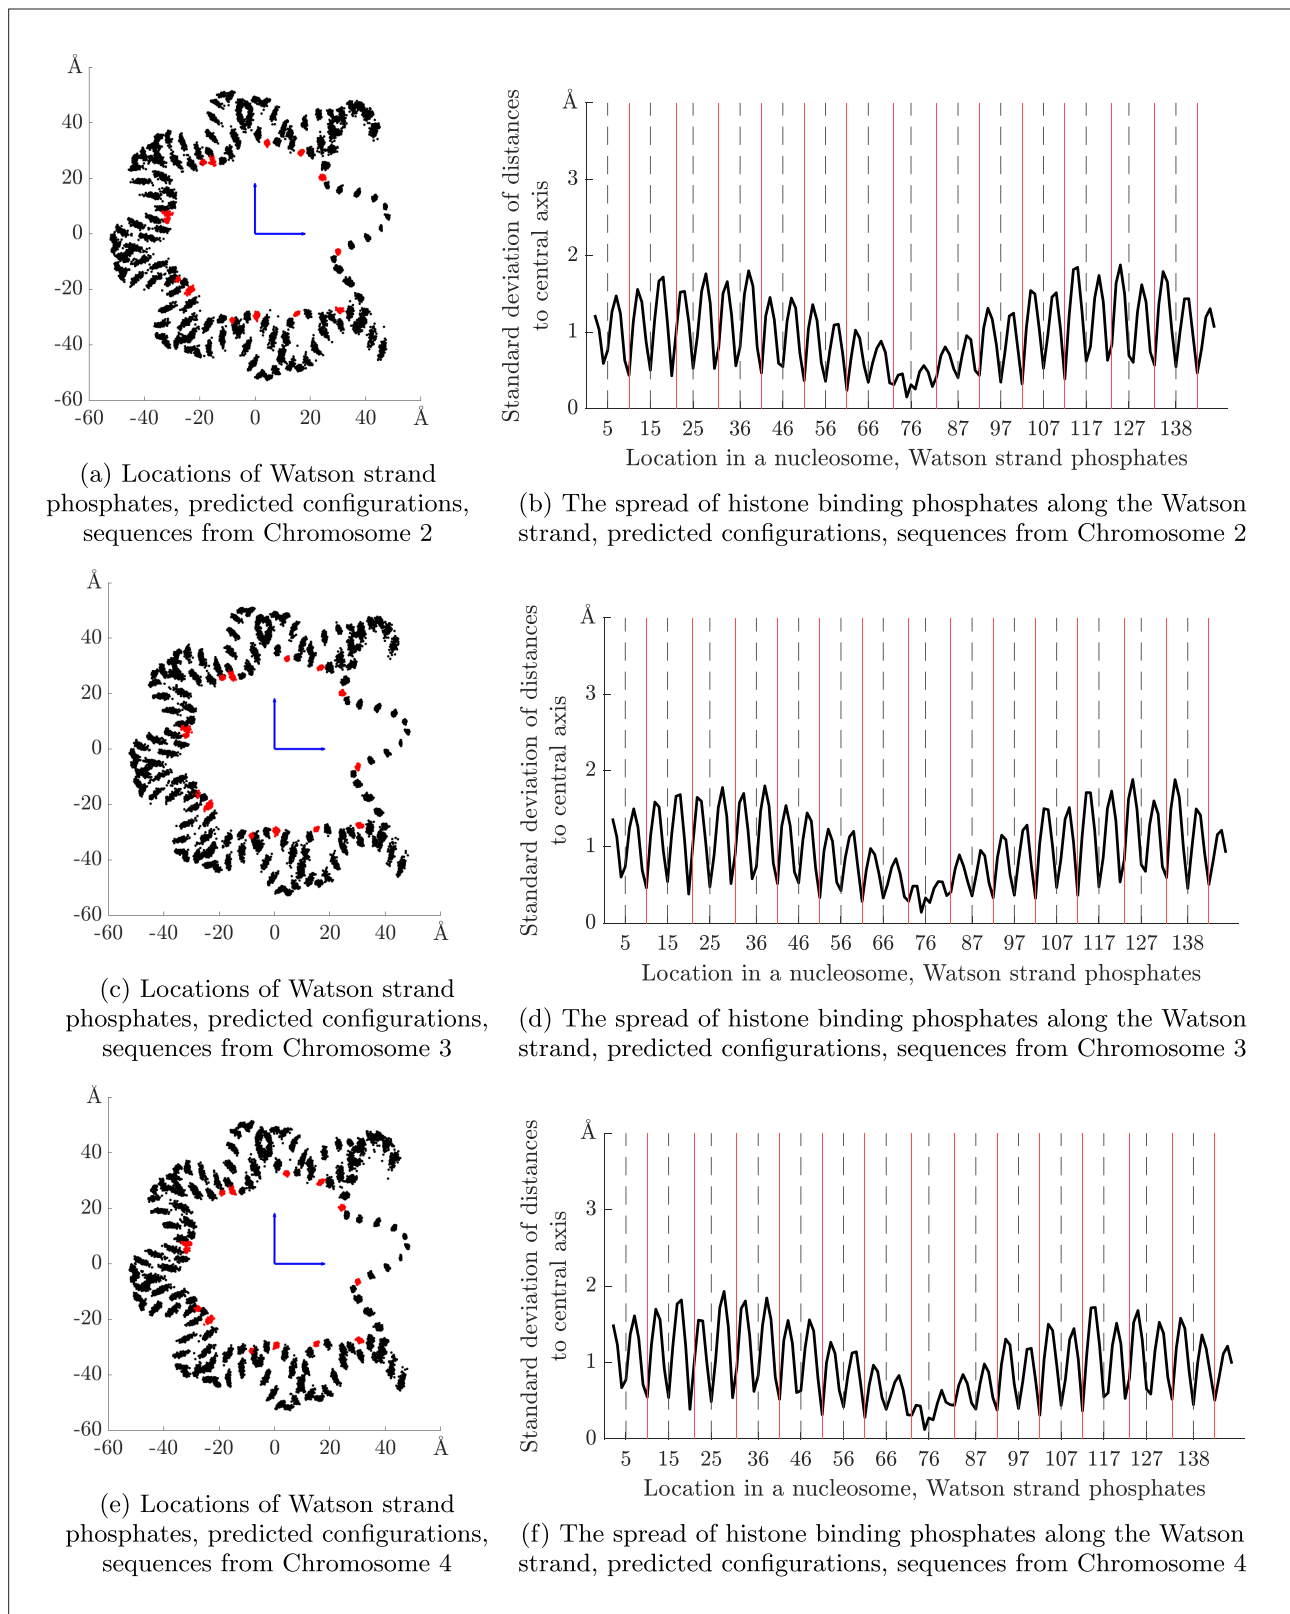 Å
40
20
0
-20
-40
-60
-60 -40 -20 0 20 40 Å
(a) Locations of Watson strand
phosphates, predicted configurations,
sequences from Chromosome 2
Standard deviation of distances
to central axis
Å
3
2
1
0
5 15 25 36 46 56 66 76 87 97 107 117 127 138
Location in a nucleosome, Watson strand phosphates
(b) The spread of histone binding phosphates along the Watson
strand, predicted configurations, sequences from Chromosome 2
Å
40
20
0
-20
-40
-60
-60 -40 -20 0 20 40 Å
(c) Locations of Watson strand
phosphates, predicted configurations,
sequences from Chromosome 3
Standard deviation of distances
to central axis
Å
3
2
1
0
5 15 25 36 46 56 66 76 87 97 107 117 127 138
Location in a nucleosome, Watson strand phosphates
(d) The spread of histone binding phosphates along the Watson
strand, predicted configurations, sequences from Chromosome 3
Å
40
20
0
-20
-40
-60
-60 -40 -20 0 20 40 Å
(e) Locations of Watson strand
phosphates, predicted configurations,
sequences from Chromosome 4
Standard deviation of distances
to central axis
Å
3
2
1
0
5 15 25 36 46 56 66 76 87 97 107 117 127 138
Location in a nucleosome, Watson strand phosphates
(f) The spread of histone binding phosphates along the Watson
strand, predicted configurations, sequences from Chromosome 4